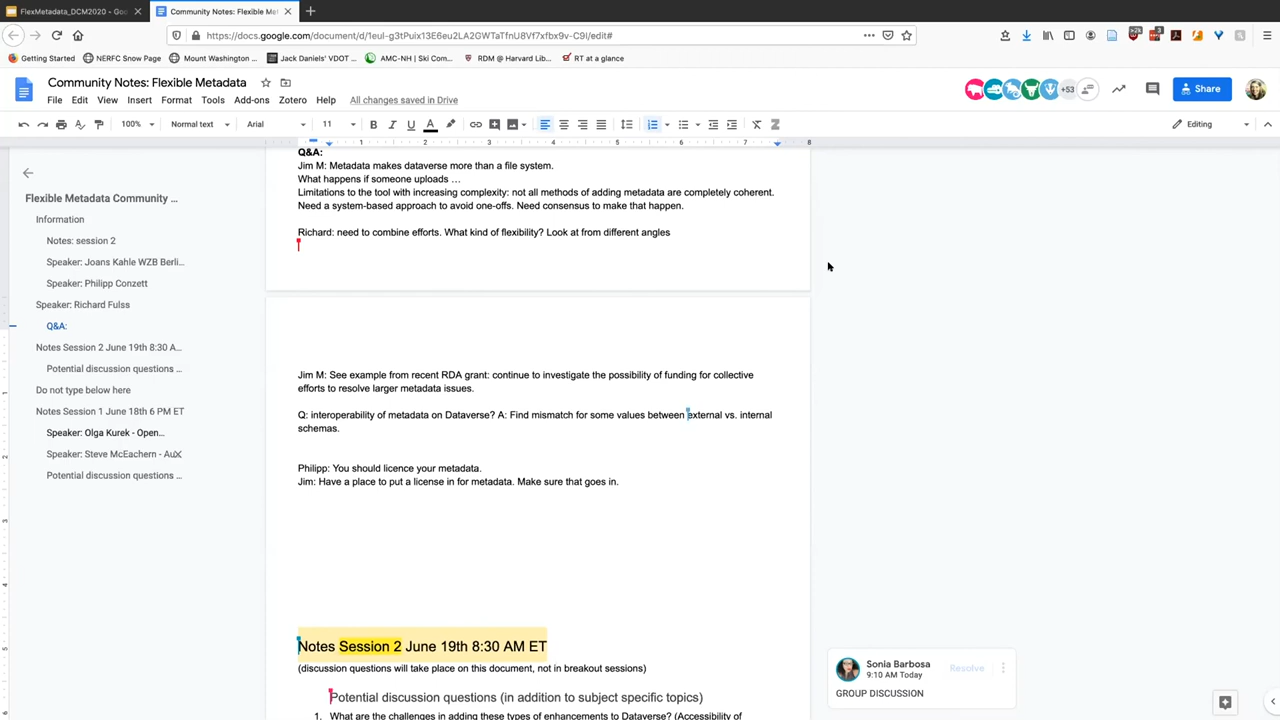 FlexMetadata_DCM2020 - Goo
Community Notes: Flexible Met
https://docs.google.com/document/d/1eul-g3tPuix13E6eu2LA2GWTaTfnU8Vf7xfbx9v-C9I/edit#
Getting Started
NERFC Snow Page
Mount Washington ...
Jack Daniels' VDOT ...
AMC-NH | Ski Com...
RDM @ Harvard Lib...
RT at a glance
Community Notes: Flexible Metadata
File Edit View Insert Format Tools Add-ons Zotero Help All changes saved in Drive
+53
Share
100% Normal text Arial 11
Editing
1 2 3 4 5 6 7 8
Flexible Metadata Community ...
Information
Notes: session 2
Speaker: Joans Kahle WZB Berli...
Speaker: Philipp Conzett
Speaker: Richard Fulss
Q&A:
Notes Session 2 June 19th 8:30 A...
Potential discussion questions ...
Do not type below here
Notes Session 1 June 18th 6 PM ET
Speaker: Olga Kurek - Open...
Speaker: Steve McEachern - Au
Potential discussion questions ...
Q&A:
Jim M: Metadata makes dataverse more than a file system.
What happens if someone uploads …
Limitations to the tool with increasing complexity: not all methods of adding metadata are completely coherent.
Need a system-based approach to avoid one-offs. Need consensus to make that happen.
Richard: need to combine efforts. What kind of flexibility? Look at from different angles
Jim M: See example from recent RDA grant: continue to investigate the possibility of funding for collective
efforts to resolve larger metadata issues.
Q: interoperability of metadata on Dataverse? A: Find mismatch for some values between external vs. internal
schemas.
Philipp: You should licence your metadata.
Jim: Have a place to put a license in for metadata. Make sure that goes in.
Notes Session 2 June 19th 8:30 AM ET
(discussion questions will take place on this document, not in breakout sessions)
Potential discussion questions (in addition to subject specific topics)
1. What are the challenges in adding these types of enhancements to Dataverse? (Accessibility of
Sonia Barbosa
9:10 AM Today
Resolve
GROUP DISCUSSION